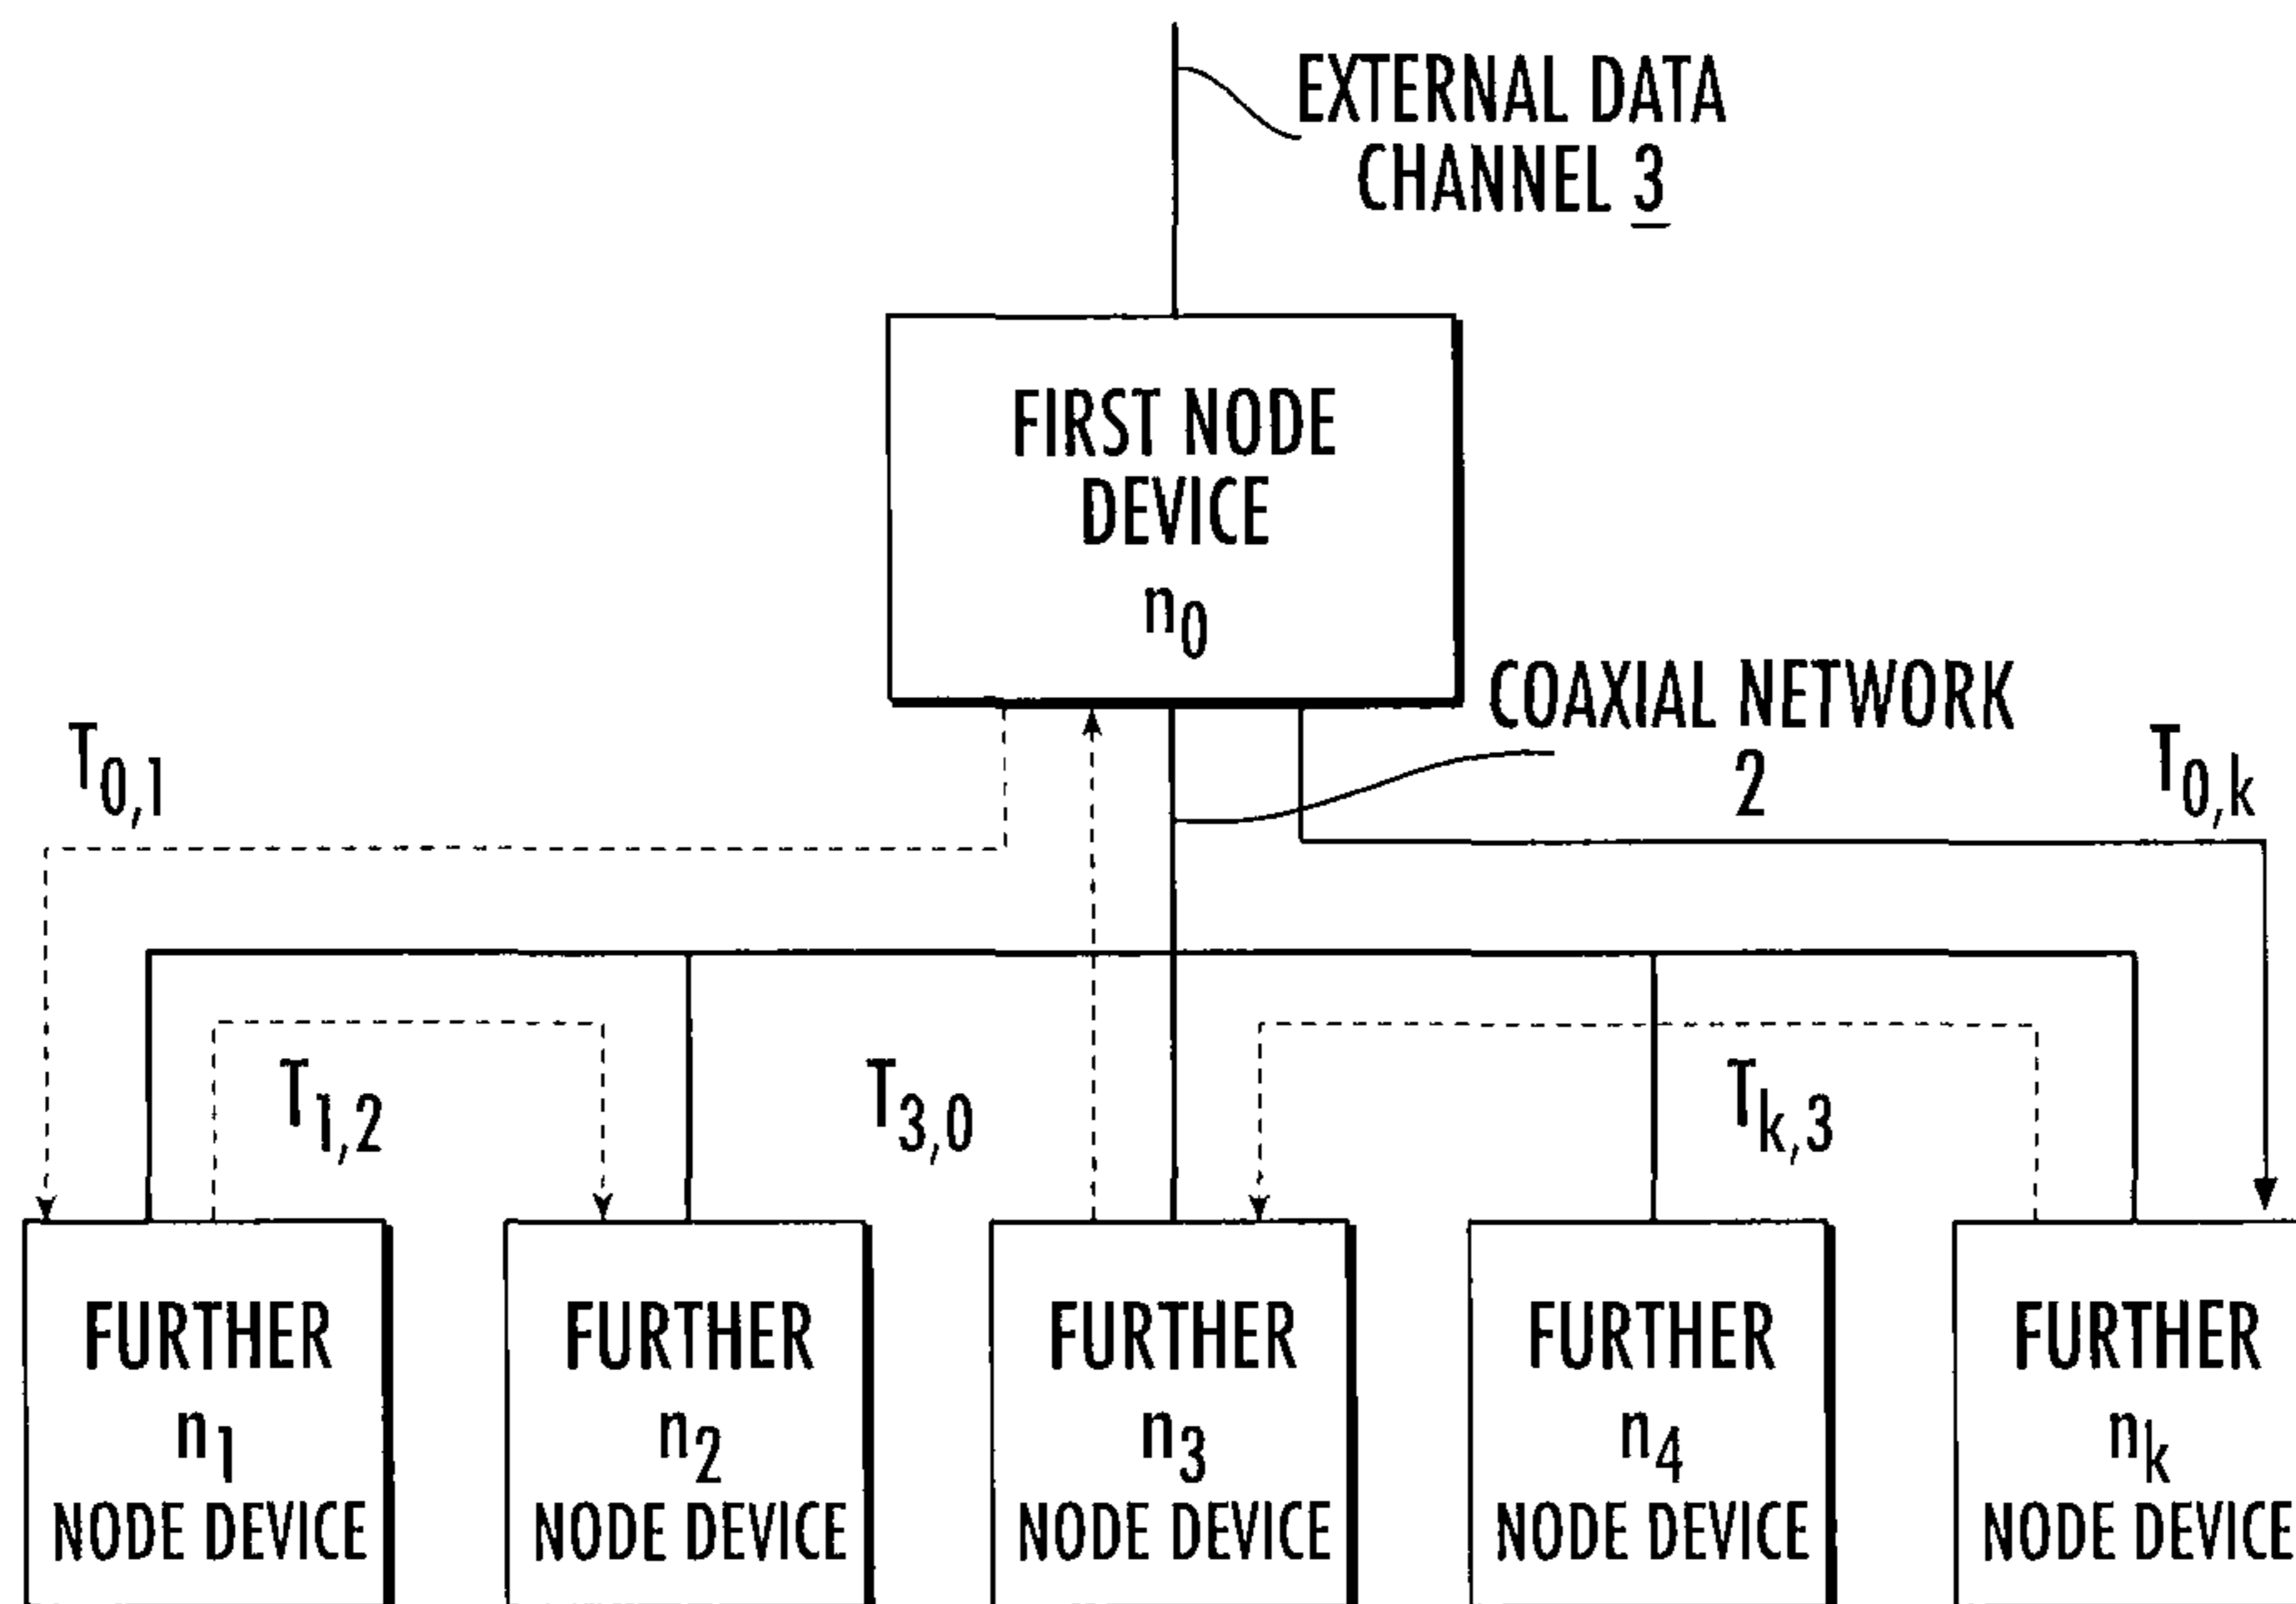 EXTERNAL DATA
CHANNEL 3
FIRST NODE
DEVICE
n0
COAXIAL NETWORK
2
T0,1
T0,k
T1,2
T3,0
Tk,3
FURTHER
n1
NODE DEVICE
FURTHER
n2
NODE DEVICE
FURTHER
n3
NODE DEVICE
FURTHER
n4
NODE DEVICE
FURTHER
nk
NODE DEVICE